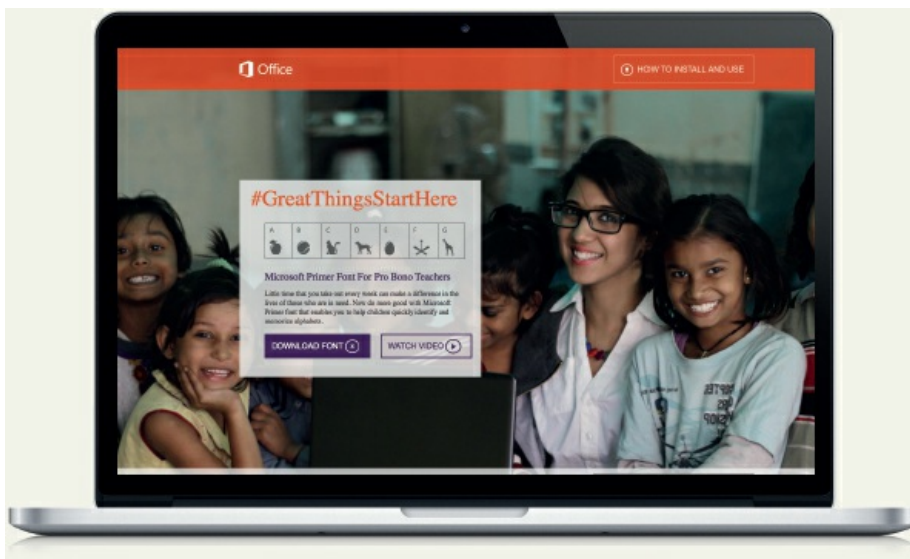 Office
HOW TO INSTALL AND USE
#GreatThingsStartHere
A B C D E F G
Microsoft Primer Font For Pro Bono Teachers
Little time that you take out every week can make a difference in the
lives of those who are is need. Now do more good with Microsoft
Primer font that enables you to help children quickly identify and
memorize alphabets.
DOWNLOAD FONT
WATCH VIDEO